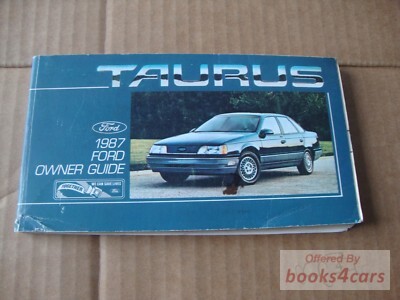 TAURUS
Ford
1987
FORD
OWNER GUIDE
Offered By
books4cars